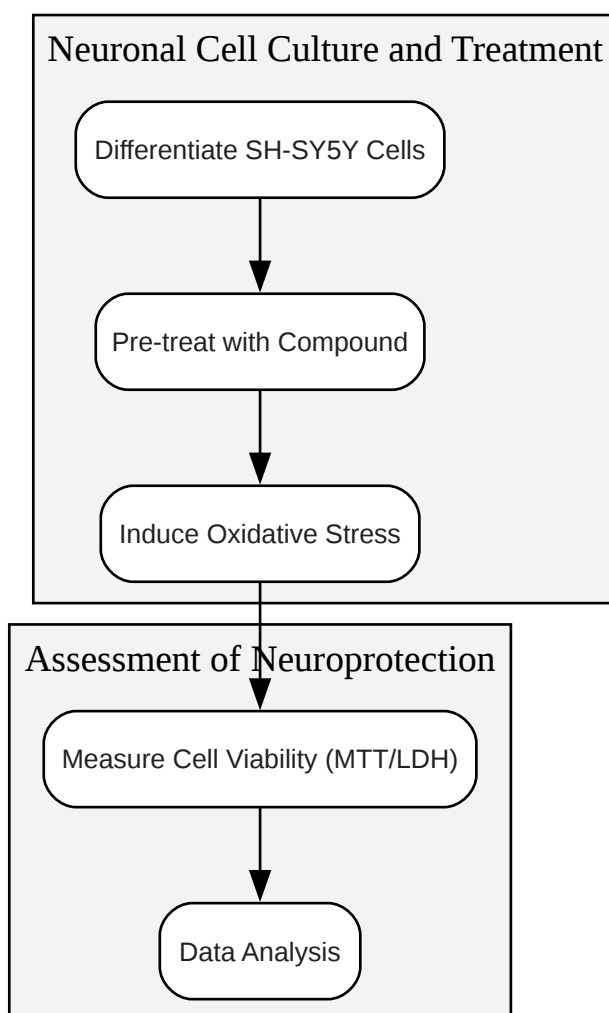 Neuronal Cell Culture and Treatment
Differentiate SH-SY5Y Cells
Pre-treat with Compound
Induce Oxidative Stress
Assessment of Neuroprotection
Measure Cell Viability (MTT/LDH)
Data Analysis